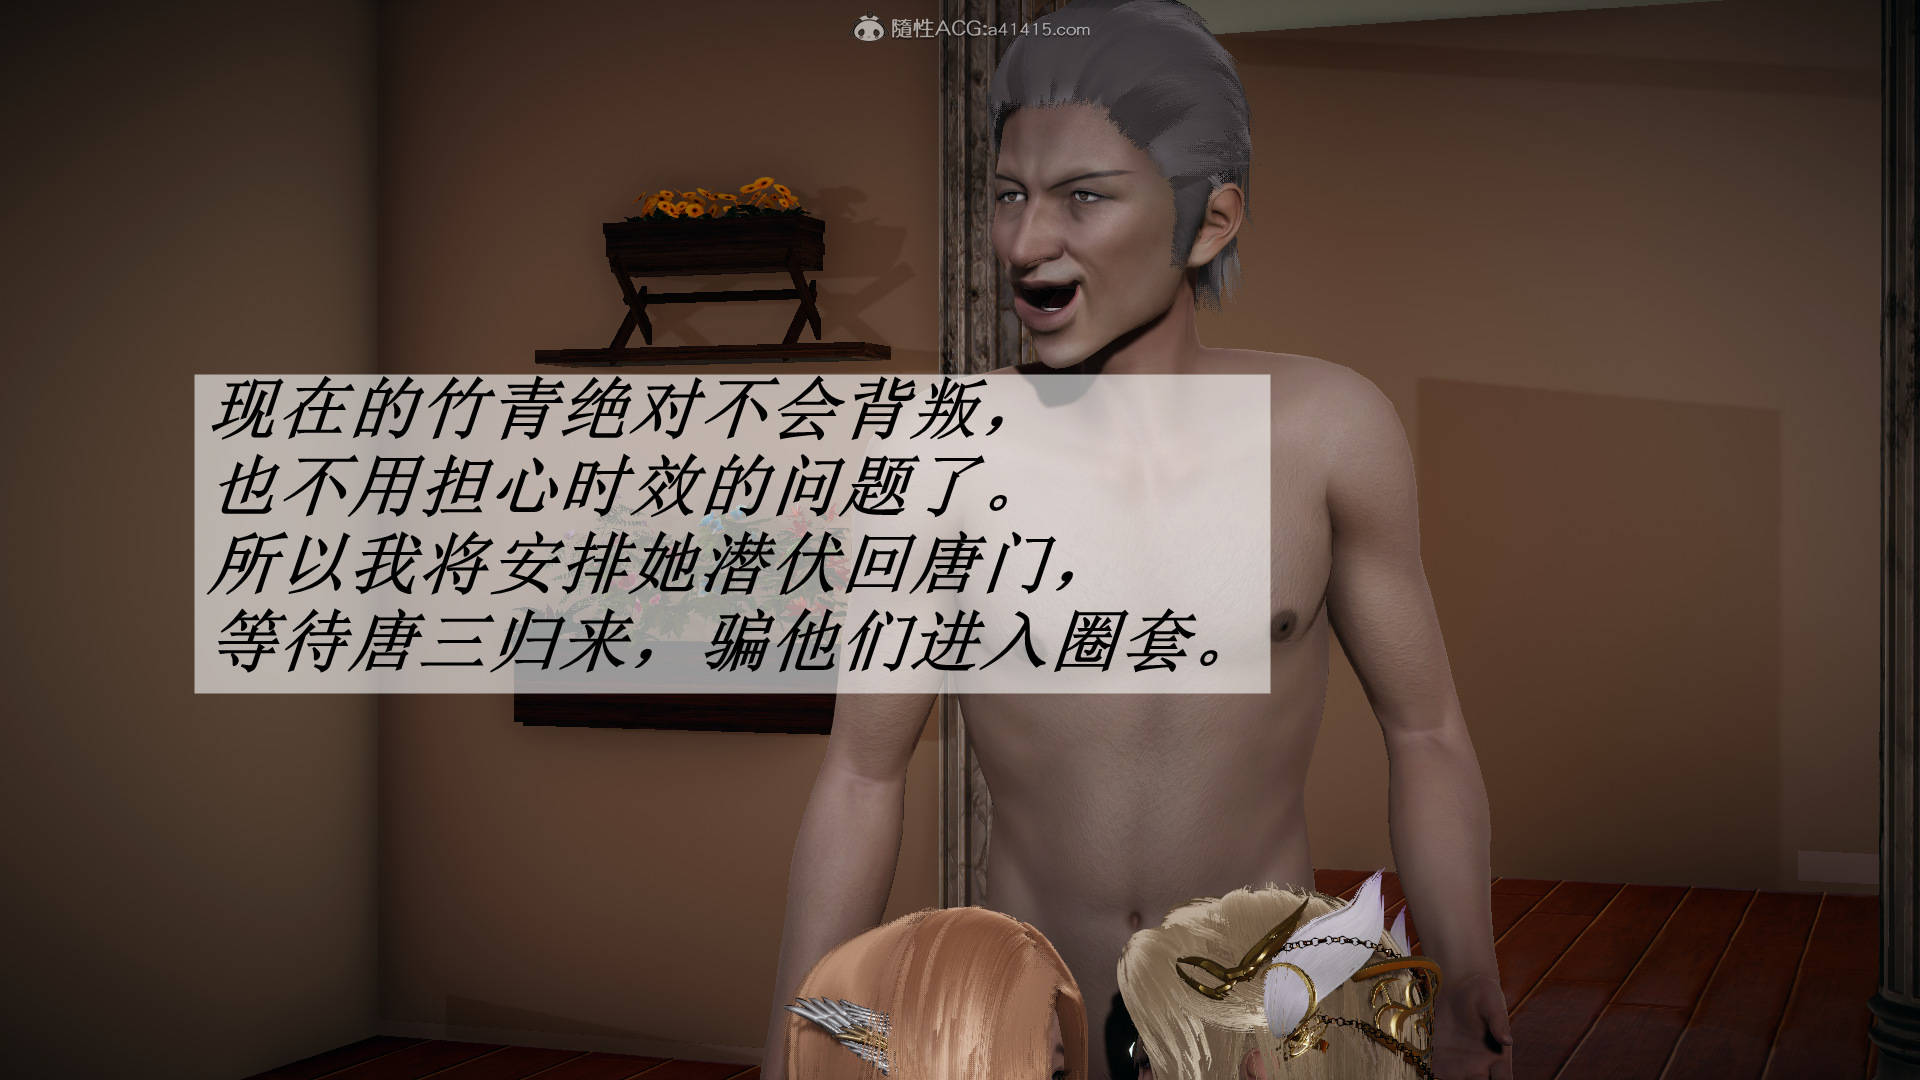 隨性ACG:a41415.com
现在的竹青绝对不会背叛，
也不用担心时效的问题了。
所以我将安排她潜伏回唐门，
等待唐三归来，骗他们进入圈套。